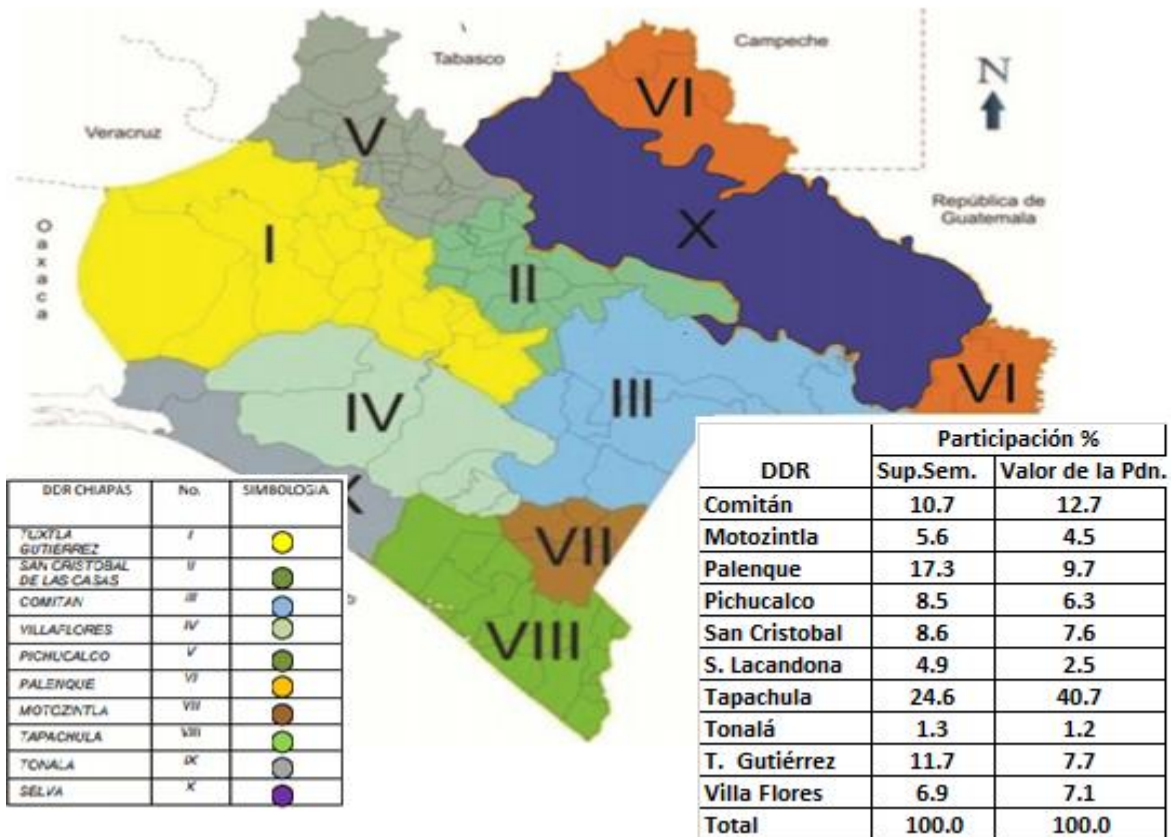 Tabasco
Campeche
N
Veracruz
República de
Guatemala
Oaxaca
V
VI
I
X
II
VI
IV
III
X
VII
VIII
DDR CHIAPAS No. SIMBOLOGIA
TUXTLA GUTIERREZ I
SAN CRISTOBAL DE LAS CASAS II
COMITAN III
VILLAFLORES IV
PICHUCALCO V
PALENQUE VI
MOTOZINTLA VII
TAPACHULA VIII
TONALA IX
SELVA X
Participación %
DDR Sup.Sem. Valor de la Pdn.
Comitán 10.7 12.7
Motozintla 5.6 4.5
Palenque 17.3 9.7
Pichucalco 8.5 6.3
San Cristobal 8.6 7.6
S. Lacandona 4.9 2.5
Tapachula 24.6 40.7
Tonalá 1.3 1.2
T. Gutiérrez 11.7 7.7
Villa Flores 6.9 7.1
Total 100.0 100.0